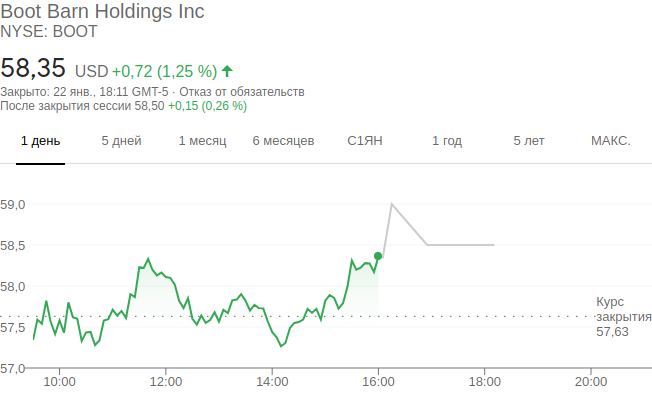 Boot Barn Holdings Inc
NYSE: BOOT
58,35 USD +0,72 (1,25 %)
Закрыто: 22 янв., 18:11 GMT-5 · Отказ от обязательств
После закрытия сессии 58,50 +0,15 (0,26 %)
1 день 5 дней 1 месяц 6 месяцев С1ЯН 1 год 5 лет МАКС.
59,0
58,5
58,0
57,5
57,0
Курс
закрытия
57,63
10:00 12:00 14:00 16:00 18:00 20:00